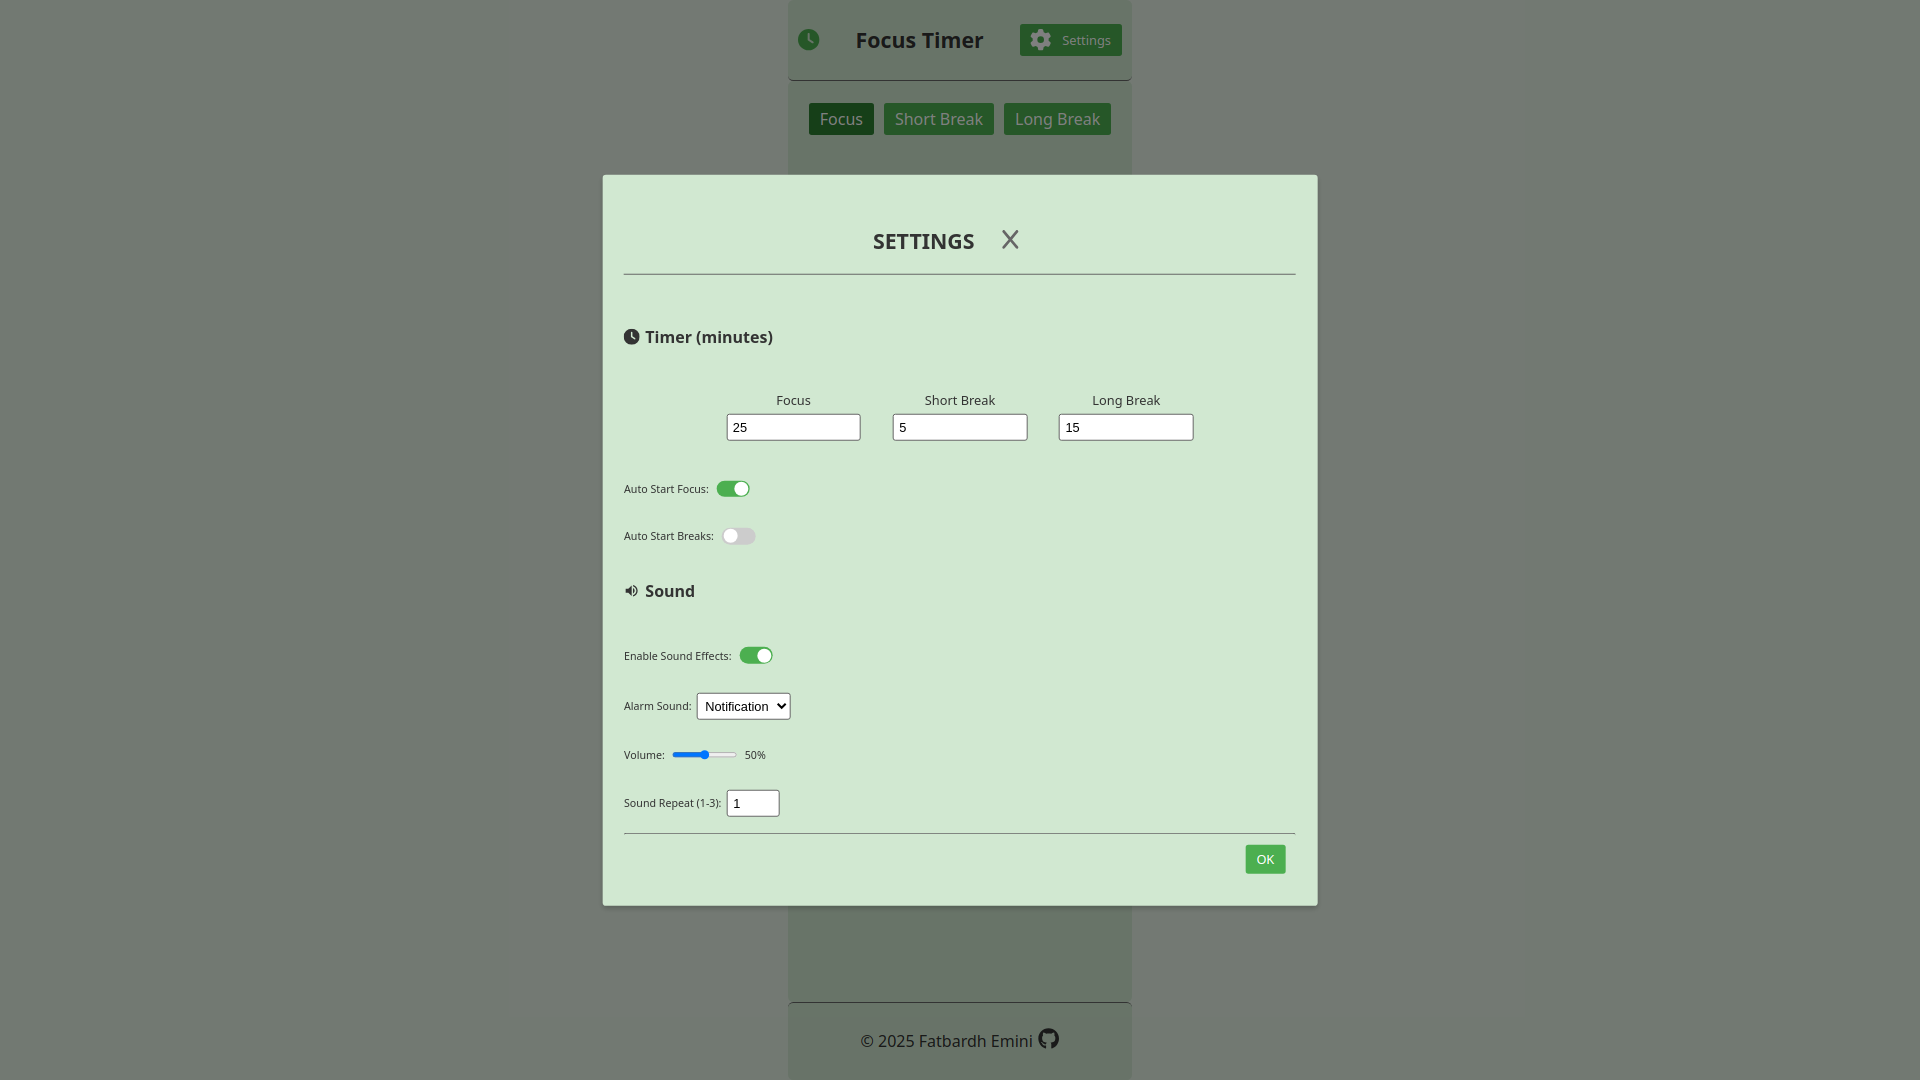 Focus Timer
Settings
Focus Short Break Long Break
SETTINGS
Timer (minutes)
Focus Short Break Long Break
25 5 15
Auto Start Focus:
Auto Start Breaks:
Sound
Enable Sound Effects:
Alarm Sound: Notification
Volume: 50%
Sound Repeat (1-3): 1
OK
© 2025 Fatbardh Emini